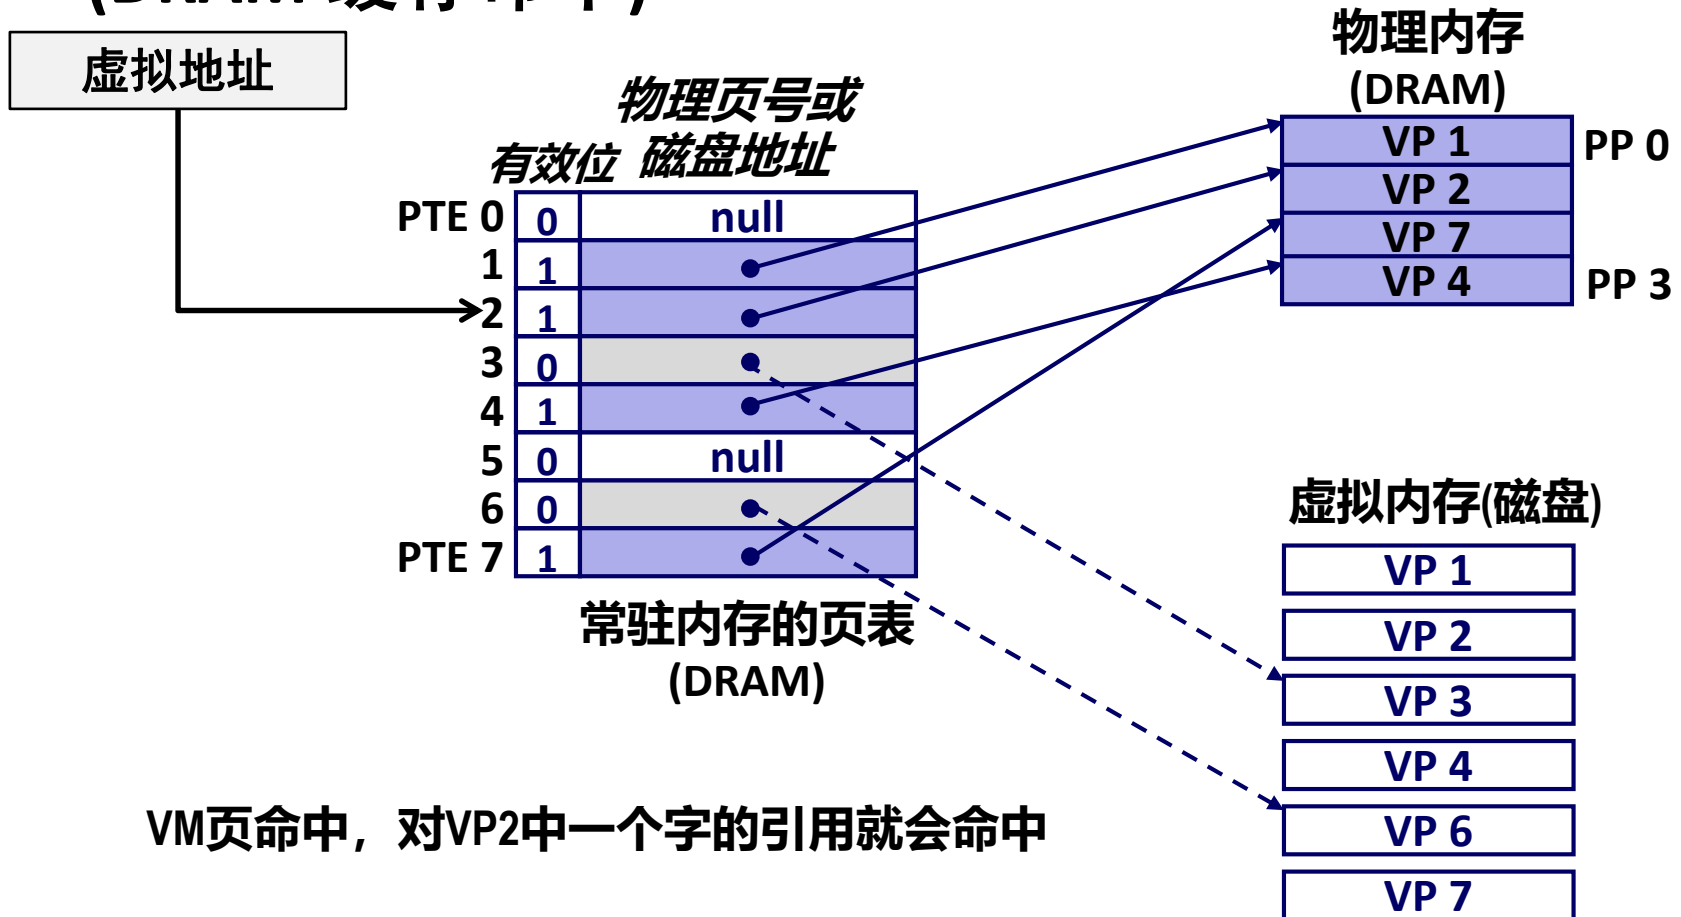 (DRAM 缓存命中)
虚拟地址
物理页号或
磁盘地址
有效位
PTE 0 0 null
1 1
2 1
3 0
4 1
5 0 null
6 0
PTE 7 1
常驻内存的页表
(DRAM)
物理内存
(DRAM)
VP 1 PP 0
VP 2
VP 7
VP 4 PP 3
虚拟内存(磁盘)
VP 1
VP 2
VP 3
VP 4
VP 6
VP 7
VM页命中，对VP2中一个字的引用就会命中